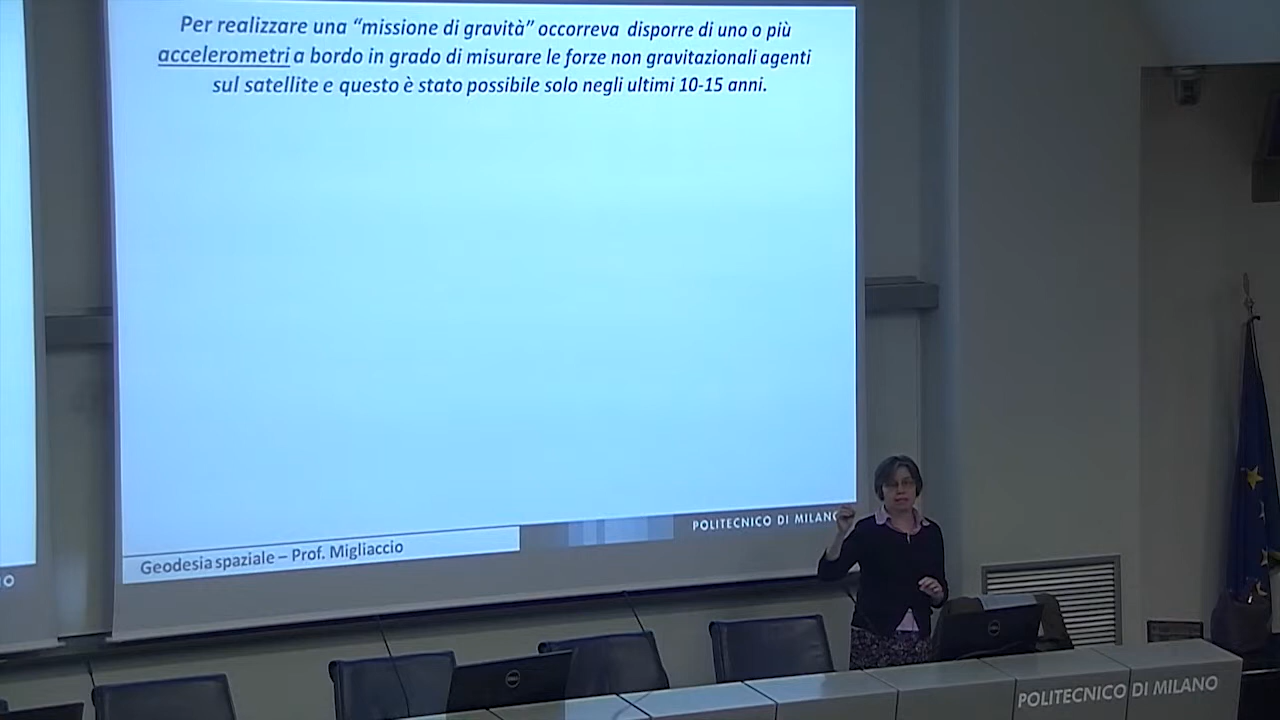 Per realizzare una “missione di gravità” occorreva disporre di uno o più
accelerometri a bordo in grado di misurare le forze non gravitazionali agenti
sul satellite e questo è stato possibile solo negli ultimi 10-15 anni.
POLITECNICO DI MILANO
Geodesia spaziale – Prof. Migliaccio
POLITECNICO DI MILANO